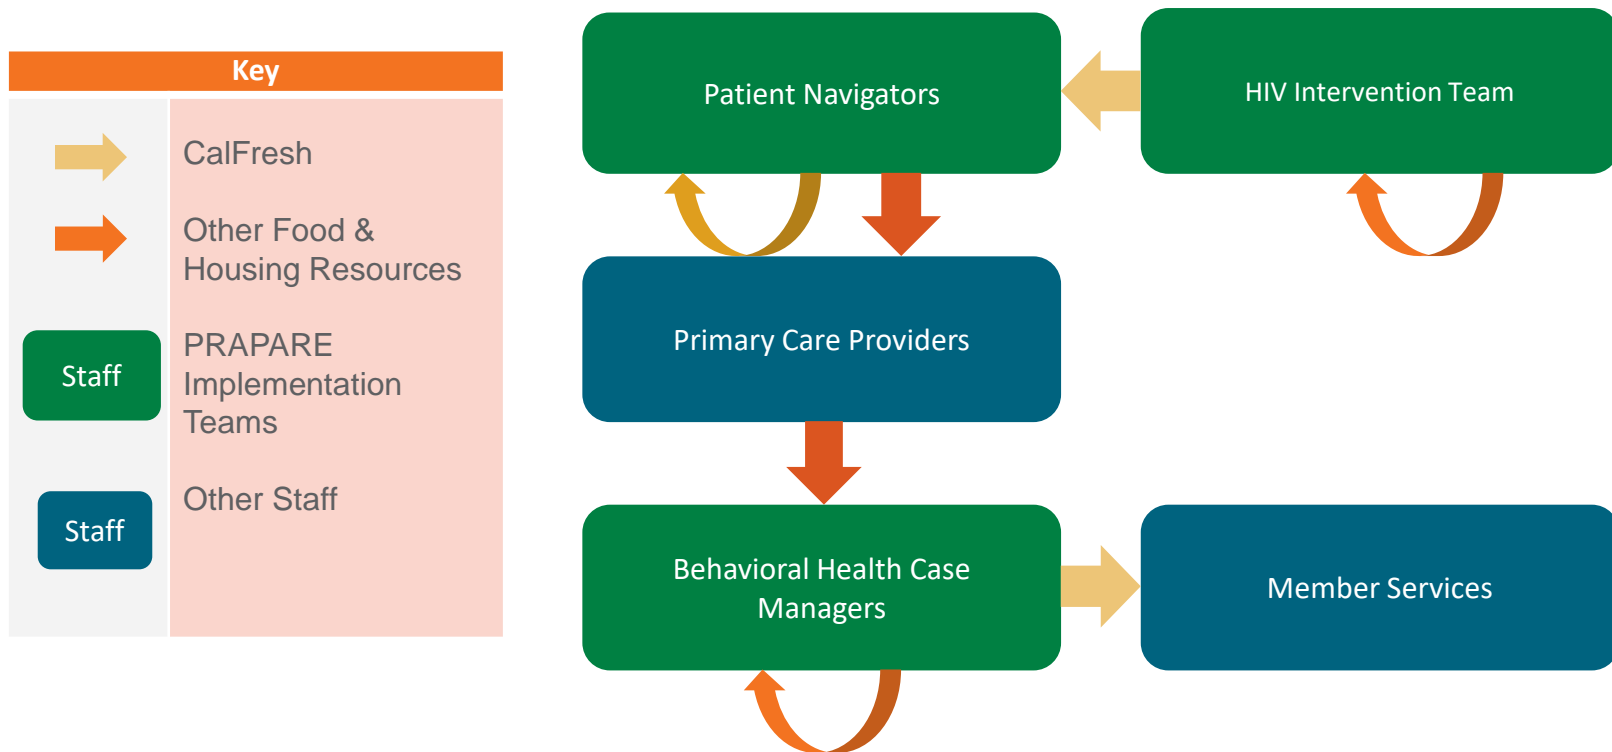 Key
CalFresh
Other Food &
Housing Resources
Staff
PRAPARE
Implementation
Teams
Staff
Other Staff
Patient Navigators
HIV Intervention Team
Primary Care Providers
Behavioral Health Case
Managers
Member Services